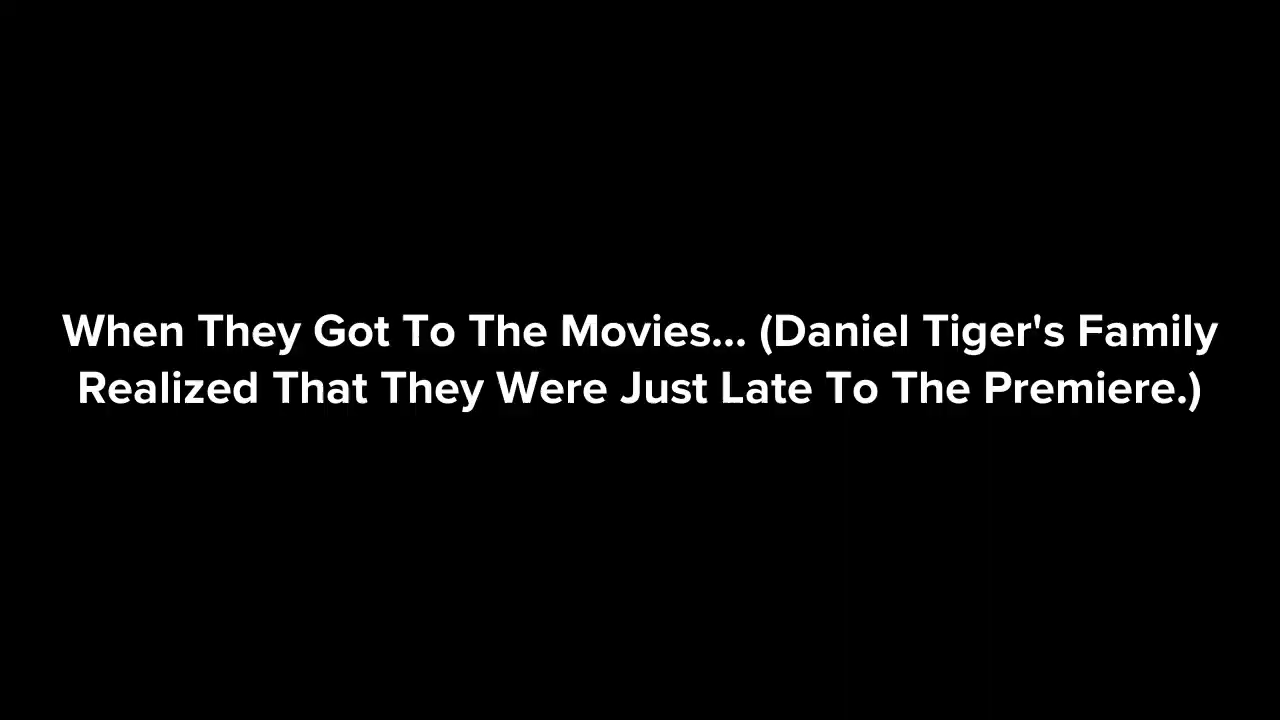 When They Got To The Movies... (Daniel Tiger's Family
Realized That They Were Just Late To The Premiere.)